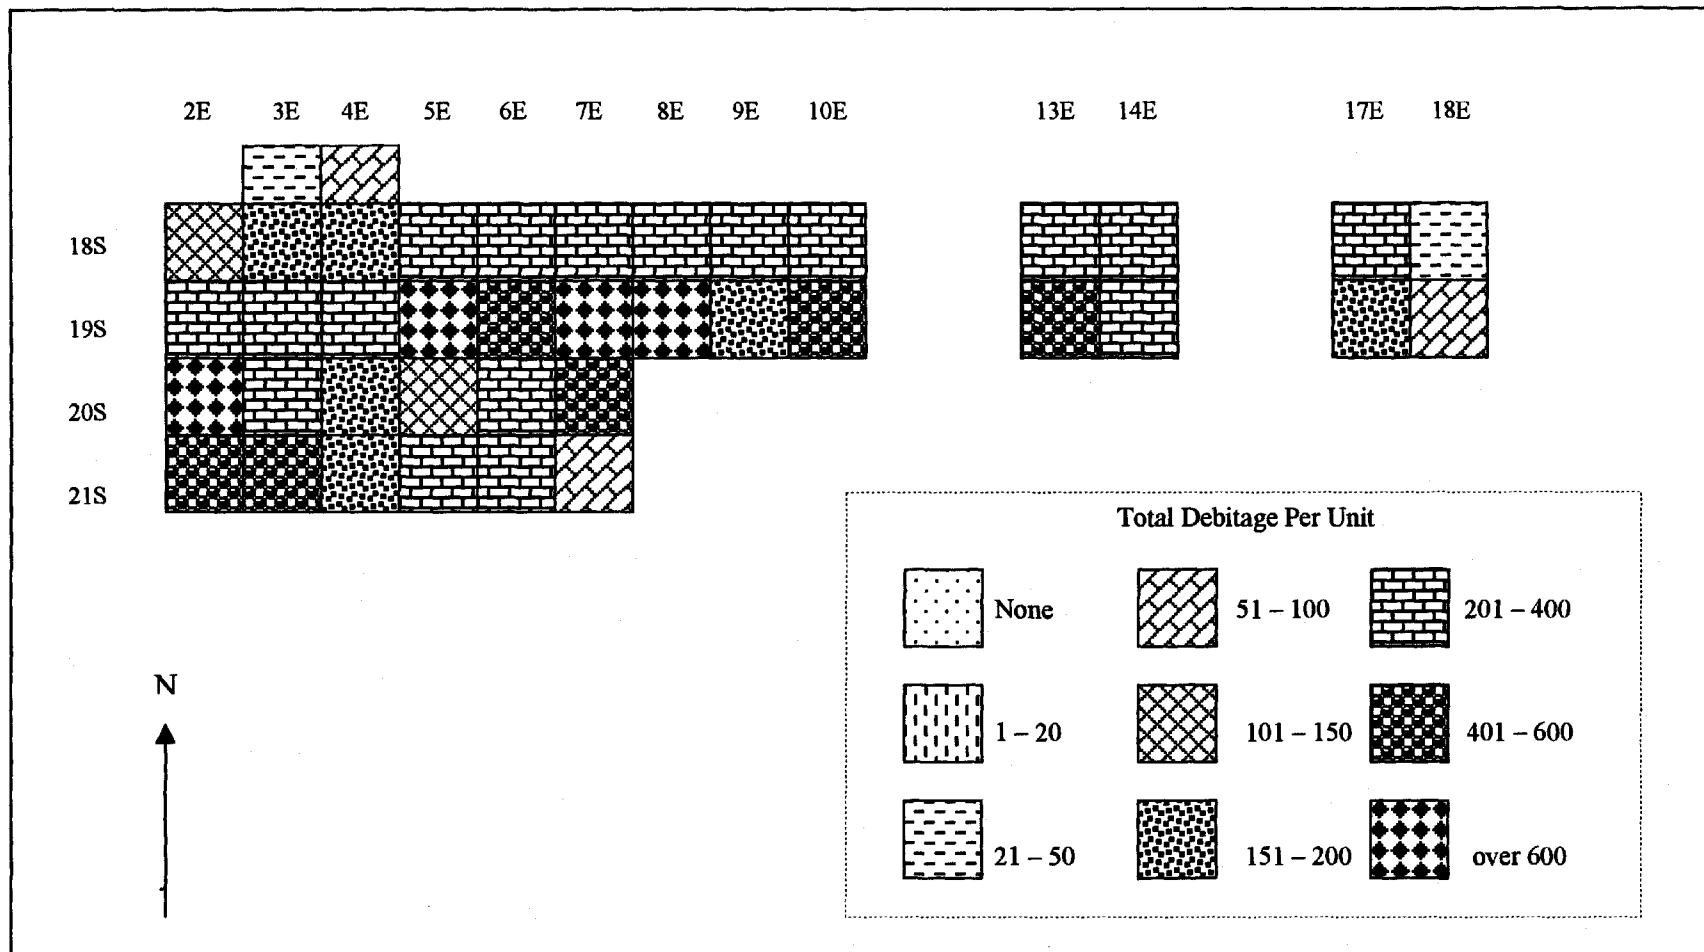 2E 3E 4E 5E 6E 7E 8E 9E 10E 13E 14E 17E 18E
18S
19S
20S
21S
Total Debitage Per Unit
None 51 – 100 201 – 400
N
1 – 20 101 – 150 401 – 600
21 – 50 151 – 200 over 600